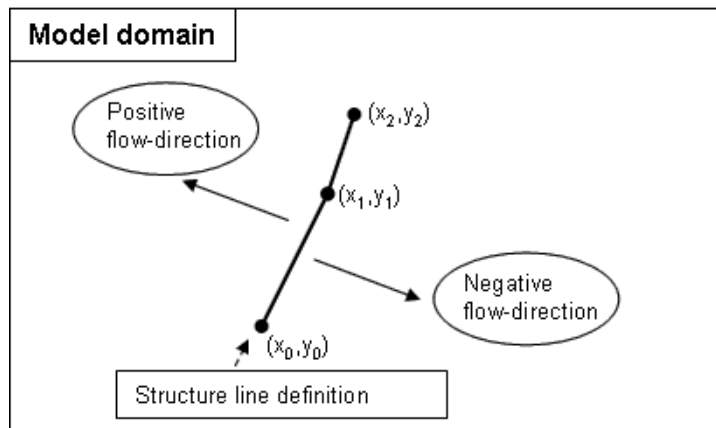 Model domain
Positive
flow-direction
(x₂,y₂)
(x₁,y₁)
Negative
flow-direction
(x₀,y₀)
Structure line definition